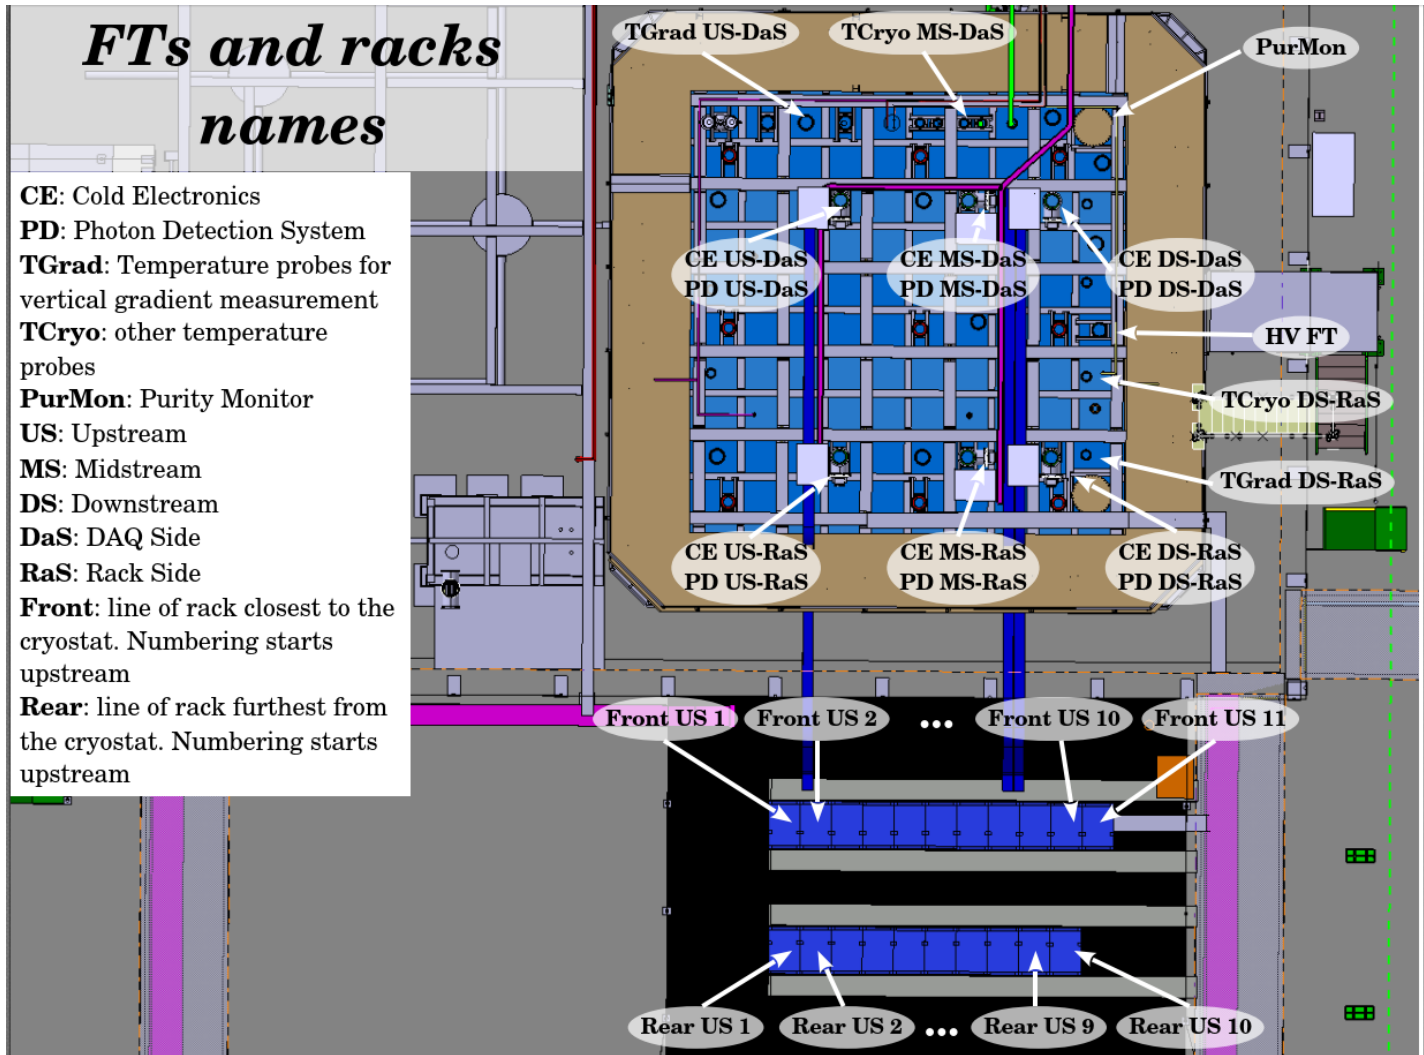 FTs and racks
names
CE: Cold Electronics
PD: Photon Detection System
TGrad: Temperature probes for
vertical gradient measurement
TCryo: other temperature
probes
PurMon: Purity Monitor
US: Upstream
MS: Midstream
DS: Downstream
DaS: DAQ Side
RaS: Rack Side
Front: line of rack closest to the
cryostat. Numbering starts
upstream
Rear: line of rack furthest from
the cryostat. Numbering starts
upstream
TGrad US-DaS
TCryo MS-DaS
PurMon
CE US-DaS
PD US-DaS
CE MS-DaS
PD MS-DaS
CE DS-DaS
PD DS-DaS
HV FT
TCryo DS-RaS
TGrad DS-RaS
CE US-RaS
PD US-RaS
CE MS-RaS
PD MS-RaS
CE DS-RaS
PD DS-RaS
Front US 1
Front US 2
...
Front US 10
Front US 11
Rear US 1
Rear US 2
...
Rear US 9
Rear US 10